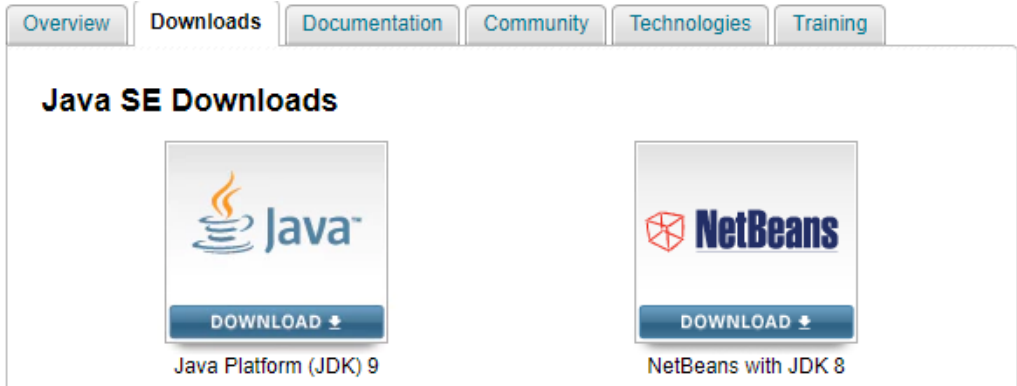 Overview Downloads Documentation Community Technologies Training
Java SE Downloads
Java™ NetBeans
DOWNLOAD DOWNLOAD
Java Platform (JDK) 9 NetBeans with JDK 8